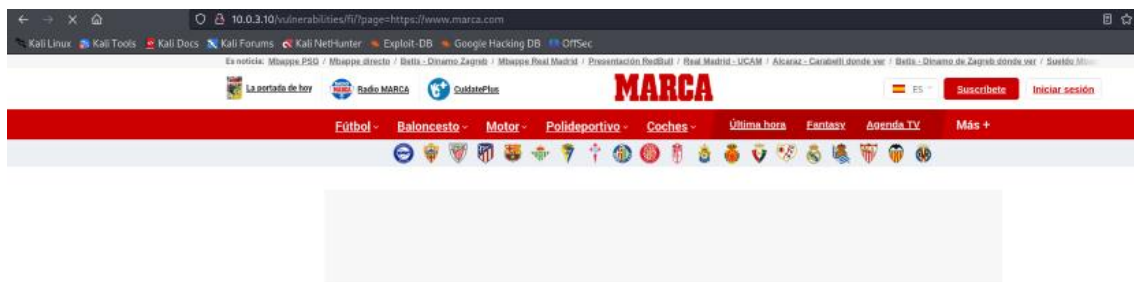 10.0.3.10/vulnerabilities/fi/?page=https://www.marca.com
Kali Linux Kali Tools Kali Docs Kali Forums Kali NetHunter Exploit-DB Google Hacking DB OffSec
Es noticia: Mbappe PSG / Mbappe directo / Betis - Dinamo Zagreb / Mbappe Real Madrid / Presentación RedBull / Real Madrid - UCAM / Alcaraz - Carabelli donde ver / Betis - Dinamo de Zagreb dónde ver / Sueldo
La portada de hoy Radio MARCA CuídatePlus MARCA ES Suscríbete Iniciar sesión
Fútbol Baloncesto Motor Polideportivo Coches Última hora Fantasy Agenda TV Más +